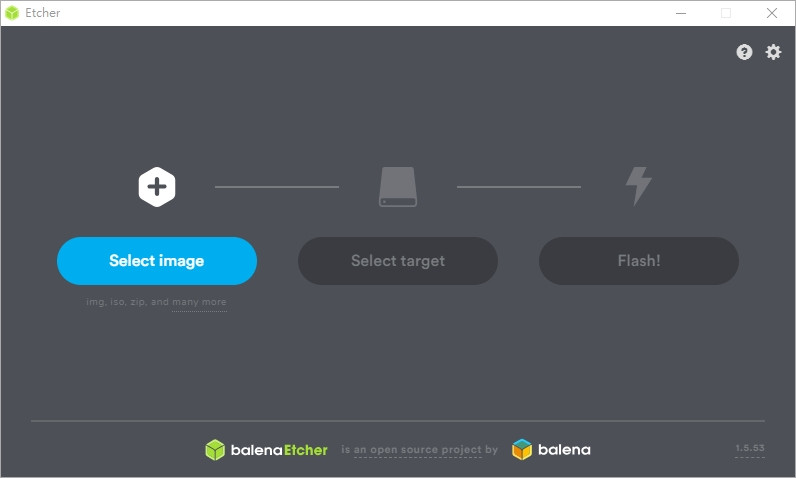 Etcher
Select image
Select target
Flash!
img, iso, zip, and many more
balenaEtcher is an open source project by balena
1.5.53